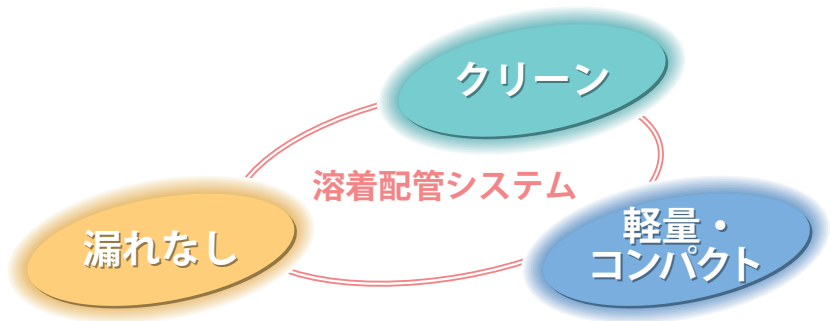 クリーン
溶着配管システム
漏れなし
軽量・
コンパクト